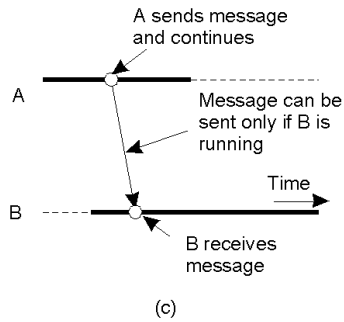 A sends message
and continues
A
Message can be
sent only if B is
running
Time
B
B receives
message
(c)